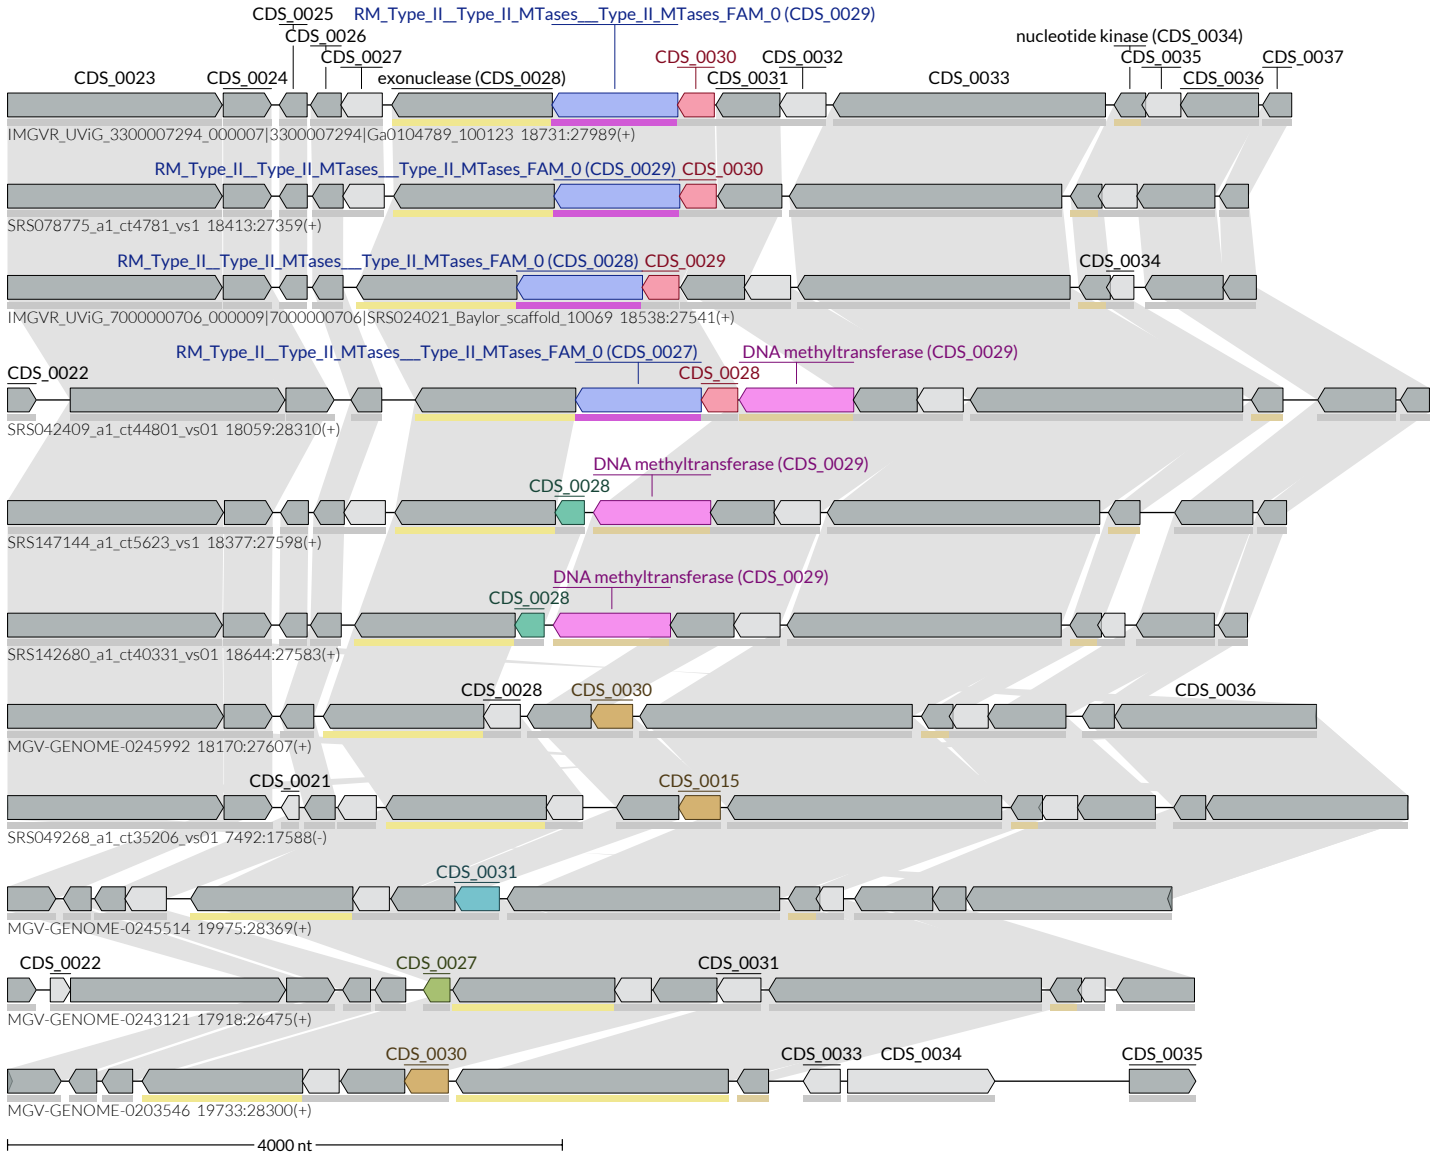 CDS_0025 RM_Type_II__Type_II_MTases___Type_II_MTases_FAM_0 (CDS_0029)
CDS_0026 nucleotide kinase (CDS_0034)
CDS_0027 CDS_0030 CDS_0032 CDS_0035 CDS_0037
CDS_0023 CDS_0024 exonuclease (CDS_0028) CDS_0031 CDS_0033 CDS_0036
IMGVR_UViG_3300007294_000007|3300007294|Ga0104789_100123 18731:27989(+)
RM_Type_II__Type_II_MTases___Type_II_MTases_FAM_0 (CDS_0029) CDS_0030
SRS078775_a1_ct4781_vs1 18413:27359(+)
RM_Type_II__Type_II_MTases___Type_II_MTases_FAM_0 (CDS_0028) CDS_0029 CDS_0034
IMGVR_UViG_7000000706_000009|7000000706|SRS024021_Baylor_scaffold_10069 18538:27541(+)
RM_Type_II__Type_II_MTases___Type_II_MTases_FAM_0 (CDS_0027) DNA methyltransferase (CDS_0029)
CDS_0022 CDS_0028
SRS042409_a1_ct44801_vs01 18059:28310(+)
DNA methyltransferase (CDS_0029)
CDS_0028
SRS147144_a1_ct5623_vs1 18377:27598(+)
DNA methyltransferase (CDS_0029)
CDS_0028
SRS142680_a1_ct40331_vs01 18644:27583(+)
CDS_0028 CDS_0030 CDS_0036
MGV-GENOME-0245992 18170:27607(+)
CDS_0021 CDS_0015
SRS049268_a1_ct35206_vs01 7492:17588(-)
CDS_0031
MGV-GENOME-0245514 19975:28369(+)
CDS_0022 CDS_0027 CDS_0031
MGV-GENOME-0243121 17918:26475(+)
CDS_0030 CDS_0033 CDS_0034 CDS_0035
MGV-GENOME-0203546 19733:28300(+)
4000 nt